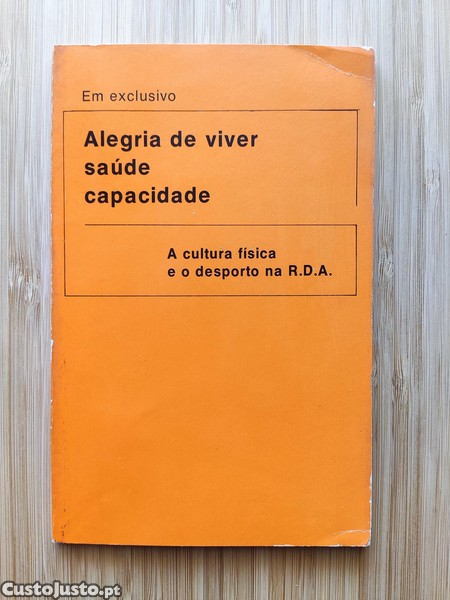 Em exclusivo
Alegria de viver
saúde
capacidade
A cultura física
e o desporto na R.D.A.
CustoJusto.pt